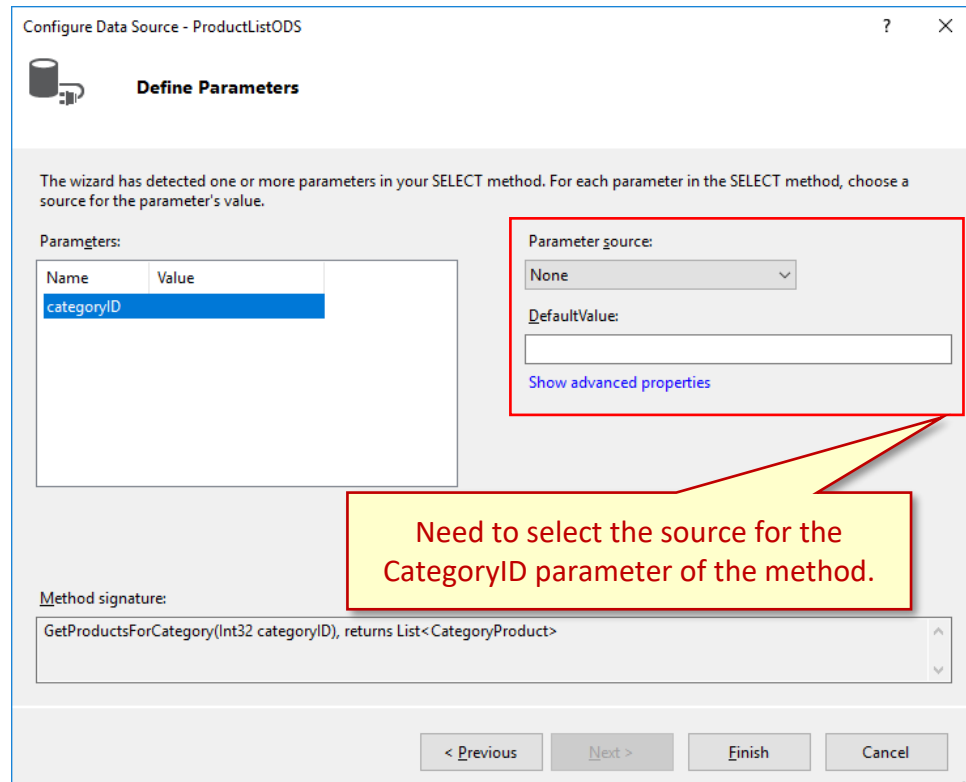 Configure Data Source - ProductListODS
?
Define Parameters
The wizard has detected one or more parameters in your SELECT method. For each parameter in the SELECT method, choose a
source for the parameter's value.
Parameters:
Name Value
categoryID
Parameter source:
None
DefaultValue:
Show advanced properties
Need to select the source for the
CategoryID parameter of the method.
Method signature:
GetProductsForCategory(Int32 categoryID), returns List<CategoryProduct>
< Previous Next > Finish Cancel